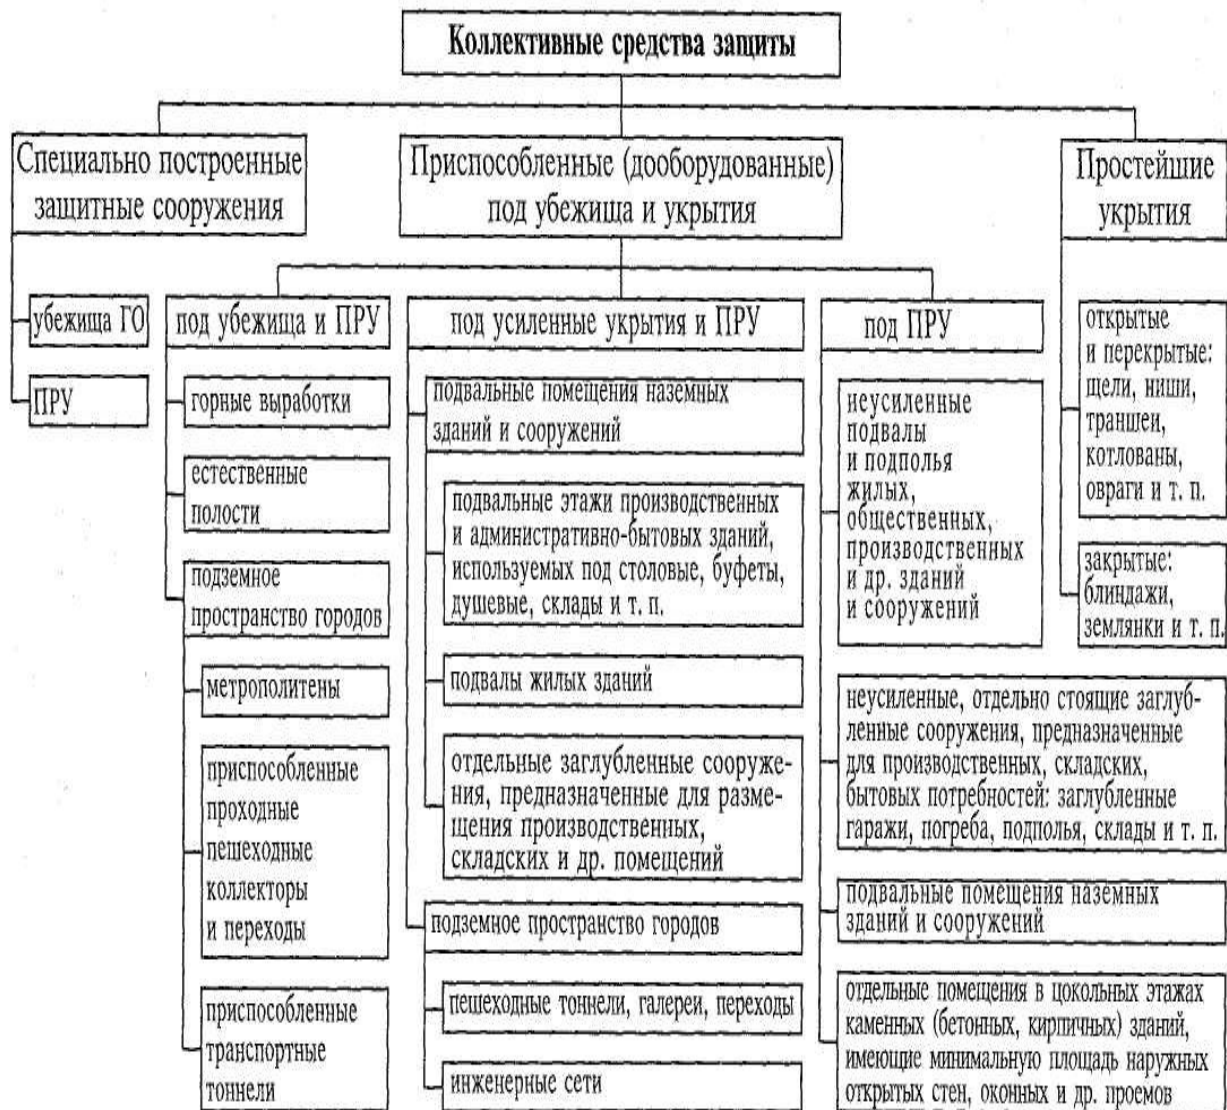 Коллективные средства защиты
Специально построенные
защитные сооружения
Приспособленные (дооборудованные)
под убежища и укрытия
Простейшие
укрытия
убежища ГО
ПРУ
под убежища и ПРУ
горные выработки
естественные
полости
подземное
пространство городов
метрополитены
приспособленные
проходные
пешеходные
коллекторы
и переходы
приспособленные
транспортные
тоннели
под усиленные укрытия и ПРУ
подвальные помещения наземных
зданий и сооружений
подвальные этажи производственных
и административно-бытовых зданий,
используемых под столовые, буфеты,
душевые, склады и т. п.
подвалы жилых зданий
отдельные заглубленные сооруже-
ния, предназначенные для разме-
щения производственных,
складских и др. помещений
подземное пространство городов
пешеходные тоннели, галереи, переходы
инженерные сети
под ПРУ
неусиленные
подвалы
и подполья
жилых,
общественных,
производственных
и др. зданий
и сооружений
неусиленные, отдельно стоящие заглуб-
ленные сооружения, предназначенные
для производственных, складских,
бытовых потребностей: заглубленные
гаражи, погреба, подполья, склады и т. п.
подвальные помещения наземных
зданий и сооружений
отдельные помещения в цокольных этажах
каменных (бетонных, кирпичных) зданий,
имеющие минимальную площадь наружных
открытых стен, оконных и др. проемов
открытые
и перекрытые:
щели, ниши,
траншеи,
котлованы,
овраги и т. п.
закрытые:
блиндажи,
землянки и т. п.